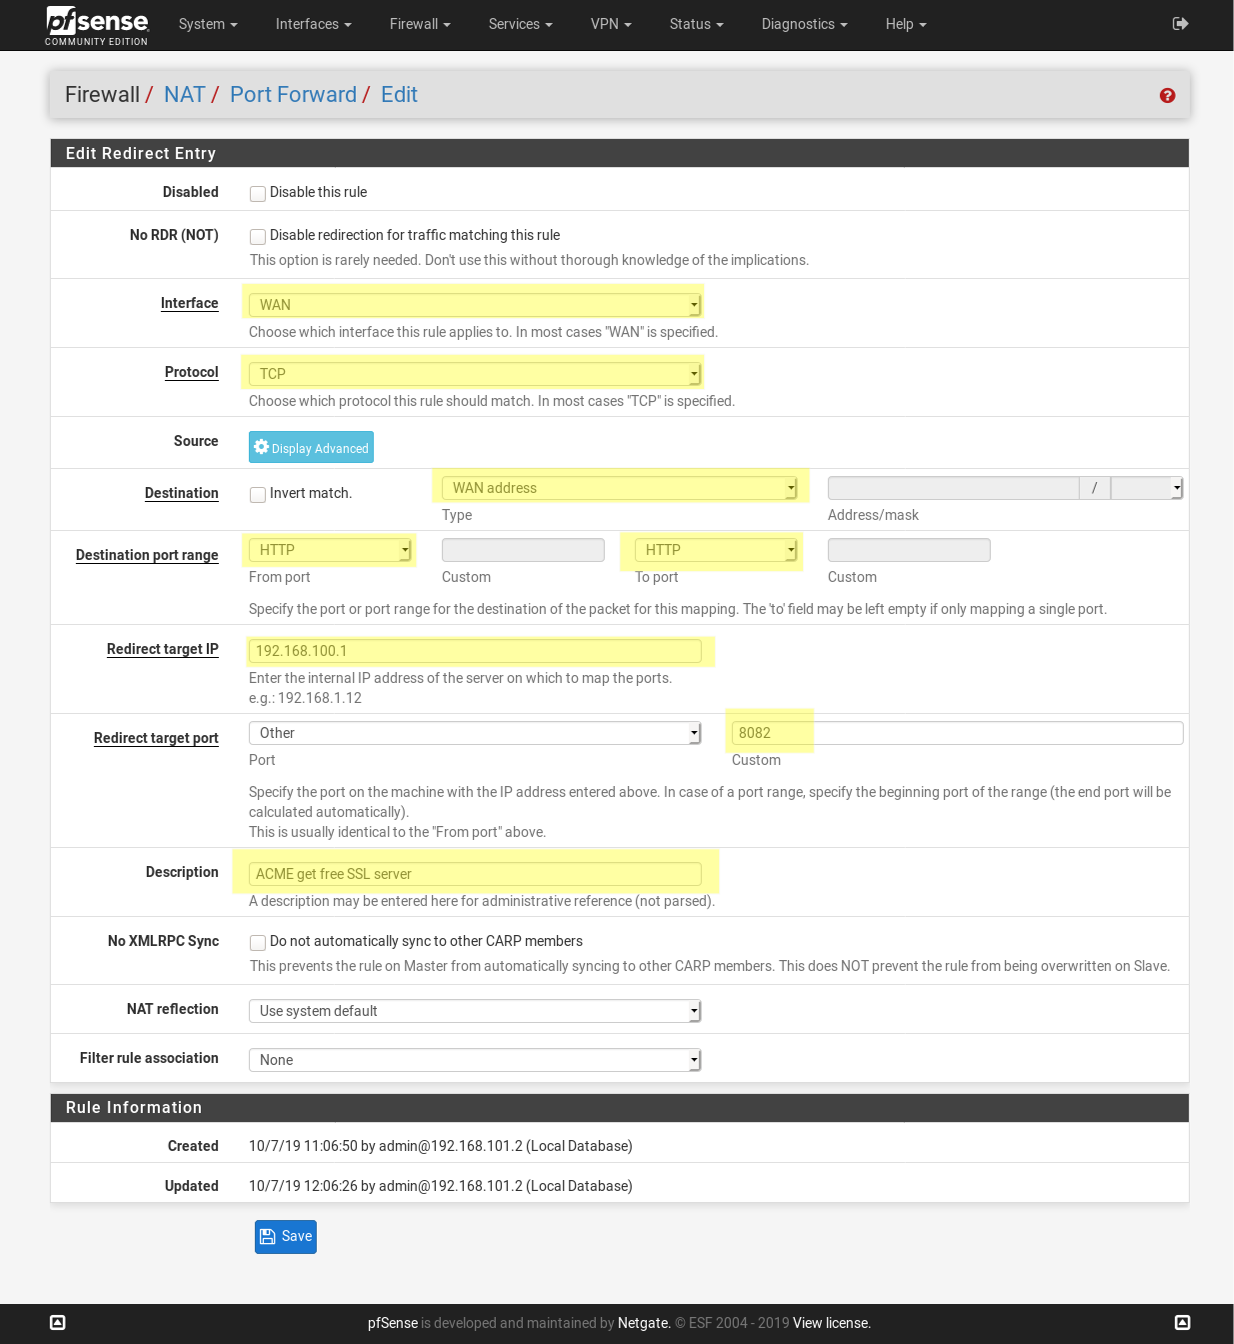 pfsense
COMMUNITY EDITION
System Interfaces Firewall Services VPN Status Diagnostics Help
Firewall / NAT / Port Forward / Edit
Edit Redirect Entry
Disabled Disable this rule
No RDR (NOT) Disable redirection for traffic matching this rule
This option is rarely needed. Don't use this without thorough knowledge of the implications.
Interface WAN
Choose which interface this rule applies to. In most cases "WAN" is specified.
Protocol TCP
Choose which protocol this rule should match. In most cases "TCP" is specified.
Source Display Advanced
Destination Invert match. WAN address /
Type Address/mask
Destination port range HTTP HTTP
From port Custom To port Custom
Specify the port or port range for the destination of the packet for this mapping. The 'to' field may be left empty if only mapping a single port.
Redirect target IP 192.168.100.1
Enter the internal IP address of the server on which to map the ports.
e.g.: 192.168.1.12
Redirect target port Other 8082
Port Custom
Specify the port on the machine with the IP address entered above. In case of a port range, specify the beginning port of the range (the end port will be
calculated automatically).
This is usually identical to the "From port" above.
Description ACME get free SSL server
A description may be entered here for administrative reference (not parsed).
No XMLRPC Sync Do not automatically sync to other CARP members
This prevents the rule on Master from automatically syncing to other CARP members. This does NOT prevent the rule from being overwritten on Slave.
NAT reflection Use system default
Filter rule association None
Rule Information
Created 10/7/19 11:06:50 by admin@192.168.101.2 (Local Database)
Updated 10/7/19 12:06:26 by admin@192.168.101.2 (Local Database)
Save
pfSense is developed and maintained by Netgate. © ESF 2004 - 2019 View license.